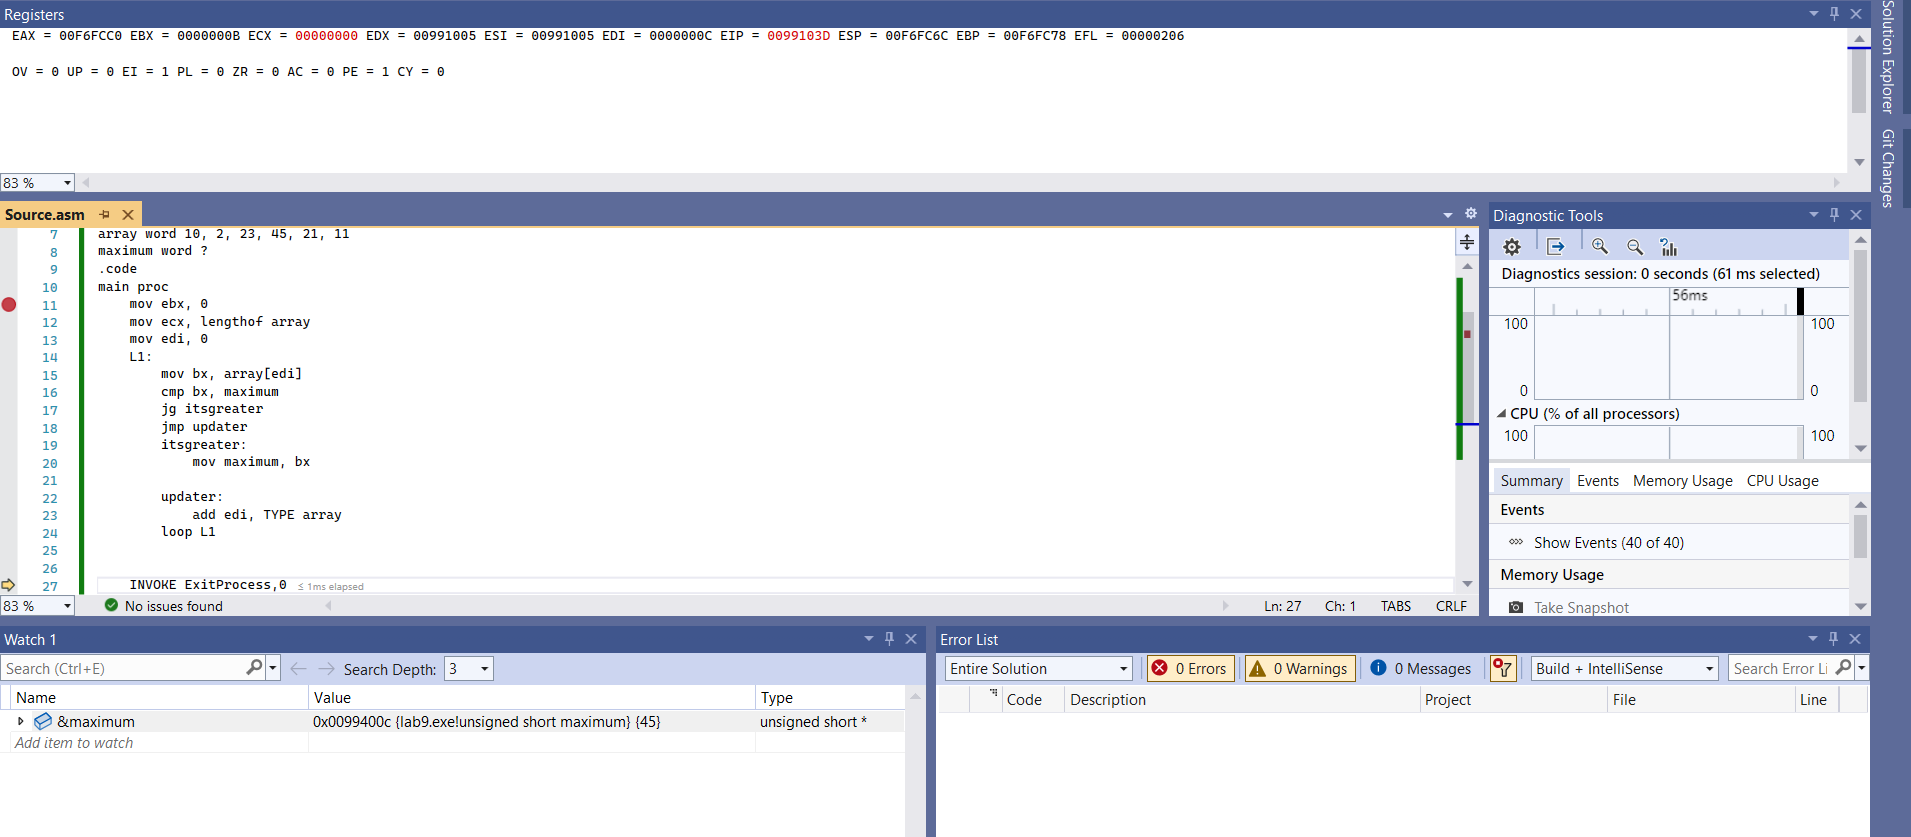 Registers
EAX = 00F6FCC0 EBX = 0000000B ECX = 00000000 EDX = 00991005 ESI = 00991005 EDI = 0000000C EIP = 0099103D ESP = 00F6FC6C EBP = 00F6FC78 EFL = 00000206
OV = 0 UP = 0 EI = 1 PL = 0 ZR = 0 AC = 0 PE = 1 CY = 0
83 %
Solution Explorer
Git Changes
Source.asm
7 array word 10, 2, 23, 45, 21, 11
8 maximum word ?
9 .code
10 main proc
11 mov ebx, 0
12 mov ecx, lengthof array
13 mov edi, 0
14 L1:
15 mov bx, array[edi]
16 cmp bx, maximum
17 jg itsgreater
18 jmp updater
19 itsgreater:
20 mov maximum, bx
21
22 updater:
23 add edi, TYPE array
24 loop L1
25
26
27 INVOKE ExitProcess,0 ≤ 1ms elapsed
83 % No issues found Ln: 27 Ch: 1 TABS CRLF
Diagnostic Tools
Diagnostics session: 0 seconds (61 ms selected)
56ms
100 100
0 0
CPU (% of all processors)
100 100
Summary Events Memory Usage CPU Usage
Events
Show Events (40 of 40)
Memory Usage
Take Snapshot
Watch 1
Search (Ctrl+E) Search Depth: 3
Name Value Type
&maximum 0x0099400c {lab9.exe!unsigned short maximum} {45} unsigned short *
Add item to watch
Error List
Entire Solution 0 Errors 0 Warnings 0 Messages Build + IntelliSense Search Error Li
Code Description Project File Line